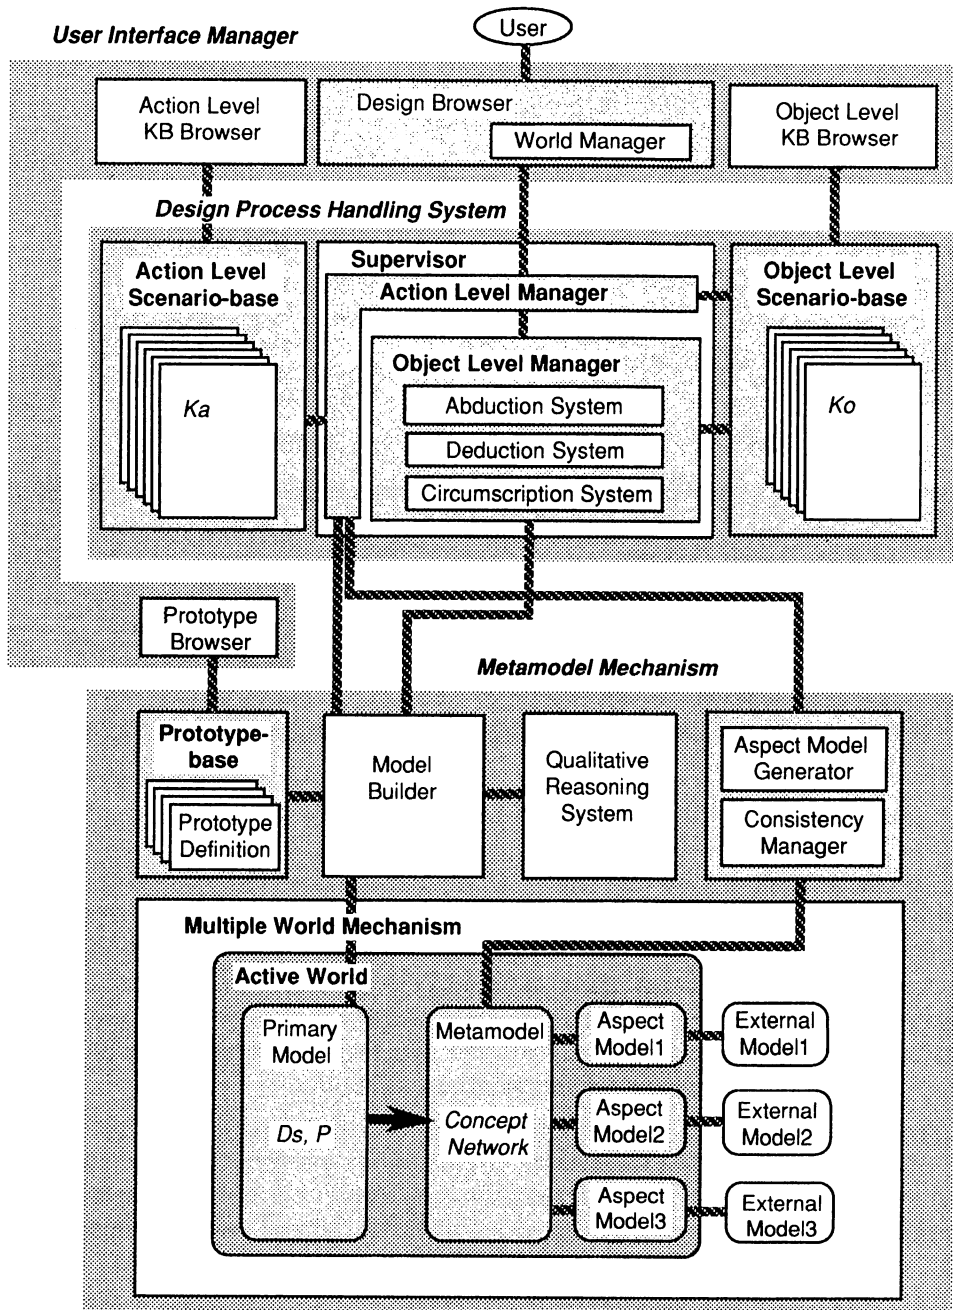 User
User Interface Manager
Action Level
KB Browser
Design Browser
World Manager
Object Level
KB Browser
Design Process Handling System
Action Level
Scenario-base
Ka
Supervisor
Action Level Manager
Object Level Manager
Abduction System
Deduction System
Circumscription System
Object Level
Scenario-base
Ko
Prototype
Browser
Metamodel Mechanism
Prototype-
base
Prototype
Definition
Model
Builder
Qualitative
Reasoning
System
Aspect Model
Generator
Consistency
Manager
Multiple World Mechanism
Active World
Primary
Model
Ds, P
Metamodel
Concept
Network
Aspect
Model1
External
Model1
Aspect
Model2
External
Model2
Aspect
Model3
External
Model3